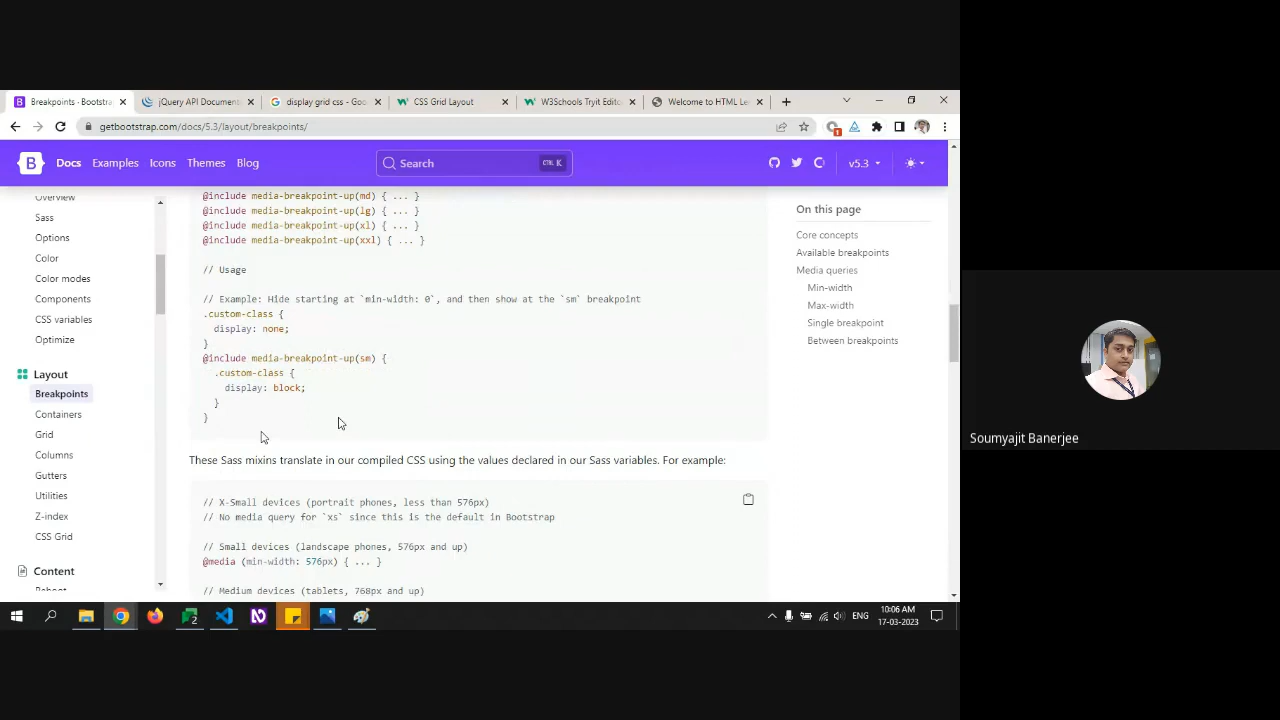 Breakpoints · Bootstra
jQuery API Document
display grid css - Goo
CSS Grid Layout
W3Schools Tryit Edito
Welcome to HTML Le
getbootstrap.com/docs/5.3/layout/breakpoints/
B
Docs
Examples
Icons
Themes
Blog
Search
CTRL K
v5.3
Overview
Sass
Options
Color
Color modes
Components
CSS variables
Optimize
Layout
Breakpoints
Containers
Grid
Columns
Gutters
Utilities
Z-index
CSS Grid
Content
Reboot
@include media-breakpoint-up(md) { ... }
@include media-breakpoint-up(lg) { ... }
@include media-breakpoint-up(xl) { ... }
@include media-breakpoint-up(xxl) { ... }
// Usage
// Example: Hide starting at `min-width: 0`, and then show at the `sm` breakpoint
.custom-class {
display: none;
}
@include media-breakpoint-up(sm) {
.custom-class {
display: block;
}
}
These Sass mixins translate in our compiled CSS using the values declared in our Sass variables. For example:
// X-Small devices (portrait phones, less than 576px)
// No media query for `xs` since this is the default in Bootstrap
// Small devices (landscape phones, 576px and up)
@media (min-width: 576px) { ... }
// Medium devices (tablets, 768px and up)
On this page
Core concepts
Available breakpoints
Media queries
Min-width
Max-width
Single breakpoint
Between breakpoints
Soumyajit Banerjee
ENG
10:06 AM
17-03-2023